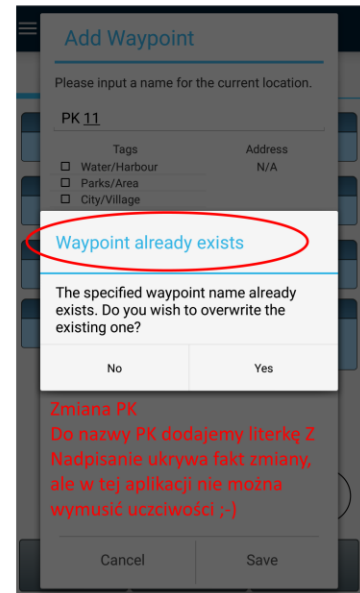 Add Waypoint
Please input a name for the current location.
PK 11
Tags Address
Water/Harbour N/A
Parks/Area
City/Village
Waypoint already exists
The specified waypoint name already
exists. Do you wish to overwrite the
existing one?
No Yes
Zmiana PK
Do nazwy PK dodajemy literkę Z
Nadpisanie ukrywa fakt zmiany,
ale w tej aplikacji nie można
wymusić uczciwości ;-)
Cancel Save